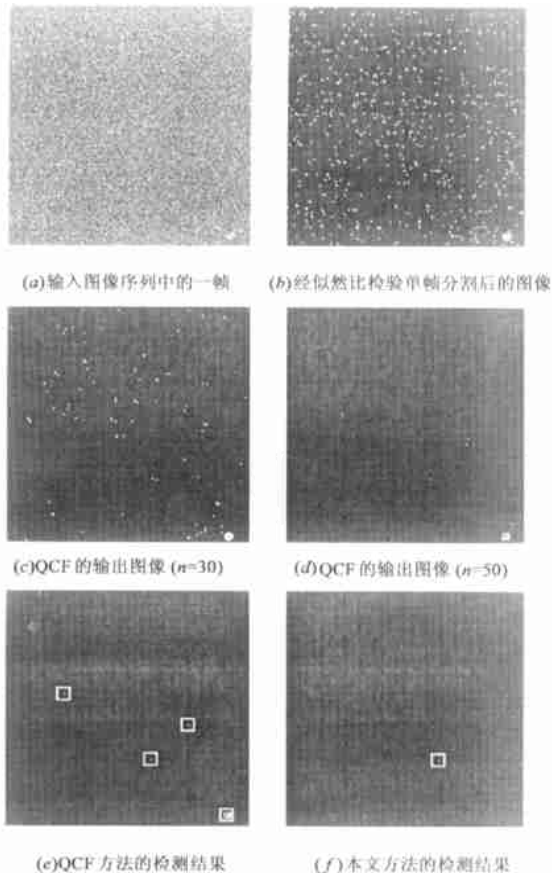 (a)输入图像序列中的一帧
(b)经似燃比检验单帧分割后的图像
(c)QCF的输出图像 (n=30)
(d)QCF的输出图像 (n=50)
(e)QCF方法的检测结果
(f)本文方法的检测结果